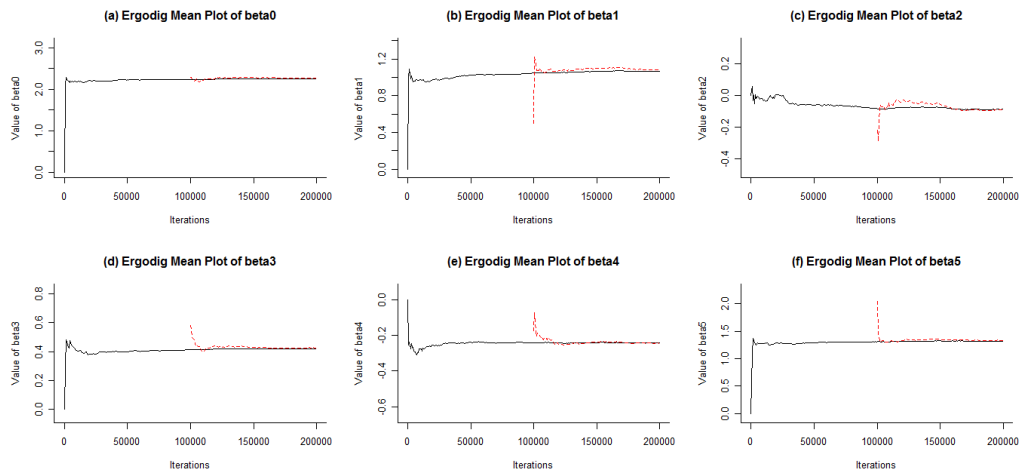 (a) Ergodig Mean Plot of beta0
Value of beta0
0.0 1.0 2.0 3.0
0 50000 100000 150000 200000
Iterations
(b) Ergodig Mean Plot of beta1
Value of beta1
0.0 0.4 0.8 1.2
0 50000 100000 150000 200000
Iterations
(c) Ergodig Mean Plot of beta2
Value of beta2
-0.4 -0.2 0.0 0.2
0 50000 100000 150000 200000
Iterations
(d) Ergodig Mean Plot of beta3
Value of beta3
0.0 0.2 0.4 0.6 0.8
0 50000 100000 150000 200000
Iterations
(e) Ergodig Mean Plot of beta4
Value of beta4
-0.6 -0.4 -0.2 0.0
0 50000 100000 150000 200000
Iterations
(f) Ergodig Mean Plot of beta5
Value of beta5
0.0 0.5 1.0 1.5 2.0
0 50000 100000 150000 200000
Iterations